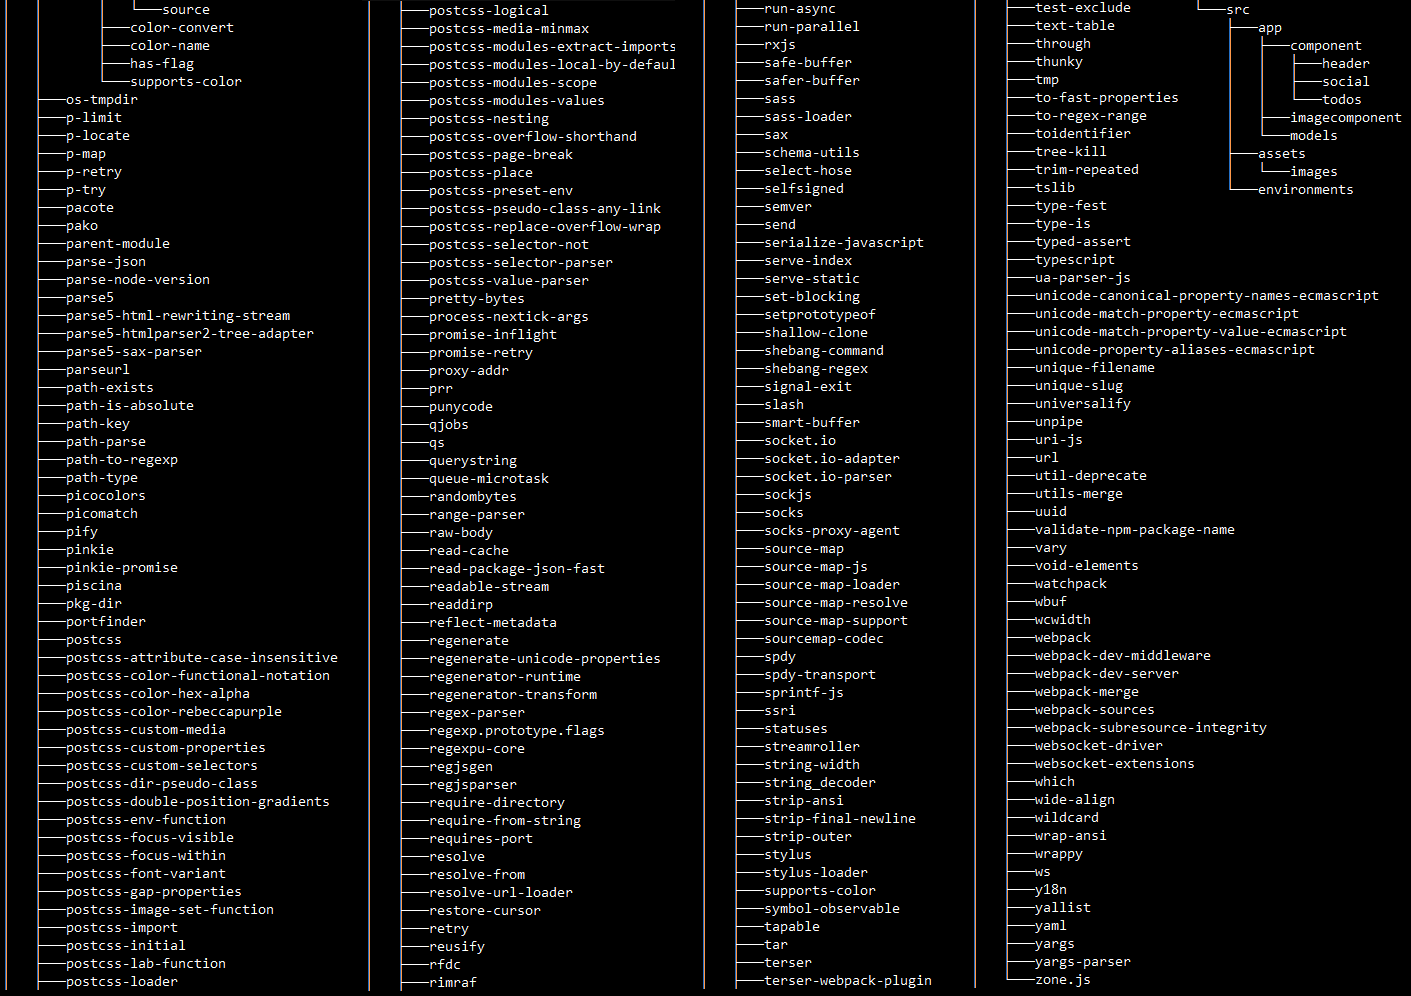 source
color-convert
color-name
has-flag
supports-color
os-tmpdir
p-limit
p-locate
p-map
p-retry
p-try
pacote
pako
parent-module
parse-json
parse-node-version
parse5
parse5-html-rewriting-stream
parse5-htmlparser2-tree-adapter
parse5-sax-parser
parseurl
path-exists
path-is-absolute
path-key
path-parse
path-to-regexp
path-type
picocolors
picomatch
pify
pinkie
pinkie-promise
piscina
pkg-dir
portfinder
postcss
postcss-attribute-case-insensitive
postcss-color-functional-notation
postcss-color-hex-alpha
postcss-color-rebeccapurple
postcss-custom-media
postcss-custom-properties
postcss-custom-selectors
postcss-dir-pseudo-class
postcss-double-position-gradients
postcss-env-function
postcss-focus-visible
postcss-focus-within
postcss-font-variant
postcss-gap-properties
postcss-image-set-function
postcss-import
postcss-initial
postcss-lab-function
postcss-loader
postcss-logical
postcss-media-minmax
postcss-modules-extract-imports
postcss-modules-local-by-defaul
postcss-modules-scope
postcss-modules-values
postcss-nesting
postcss-overflow-shorthand
postcss-page-break
postcss-place
postcss-preset-env
postcss-pseudo-class-any-link
postcss-replace-overflow-wrap
postcss-selector-not
postcss-selector-parser
postcss-value-parser
pretty-bytes
process-nextick-args
promise-inflight
promise-retry
proxy-addr
prr
punycode
qjobs
qs
querystring
queue-microtask
randombytes
range-parser
raw-body
read-cache
read-package-json-fast
readable-stream
readdirp
reflect-metadata
regenerate
regenerate-unicode-properties
regenerator-runtime
regenerator-transform
regex-parser
regexp.prototype.flags
regexpu-core
regjsgen
regjsparser
require-directory
require-from-string
requires-port
resolve
resolve-from
resolve-url-loader
restore-cursor
retry
reusify
rfdc
rimraf
run-async
run-parallel
rxjs
safe-buffer
safer-buffer
sass
sass-loader
sax
schema-utils
select-hose
selfsigned
semver
send
serialize-javascript
serve-index
serve-static
set-blocking
setprototypeof
shallow-clone
shebang-command
shebang-regex
signal-exit
slash
smart-buffer
socket.io
socket.io-adapter
socket.io-parser
sockjs
socks
socks-proxy-agent
source-map
source-map-js
source-map-loader
source-map-resolve
source-map-support
sourcemap-codec
spdy
spdy-transport
sprintf-js
ssri
statuses
streamroller
string-width
string_decoder
strip-ansi
strip-final-newline
strip-outer
stylus
stylus-loader
supports-color
symbol-observable
tapable
tar
terser
terser-webpack-plugin
test-exclude
text-table
through
thunky
tmp
to-fast-properties
to-regex-range
toidentifier
tree-kill
trim-repeated
tslib
type-fest
type-is
typed-assert
typescript
ua-parser-js
unicode-canonical-property-names-ecmascript
unicode-match-property-ecmascript
unicode-match-property-value-ecmascript
unicode-property-aliases-ecmascript
unique-filename
unique-slug
universalify
unpipe
uri-js
url
util-deprecate
utils-merge
uuid
validate-npm-package-name
vary
void-elements
watchpack
wbuf
wcwidth
webpack
webpack-dev-middleware
webpack-dev-server
webpack-merge
webpack-sources
webpack-subresource-integrity
websocket-driver
websocket-extensions
which
wide-align
wildcard
wrap-ansi
wrappy
ws
y18n
yallist
yaml
yargs
yargs-parser
zone.js
src
app
component
header
social
todos
imagecomponent
models
assets
images
environments